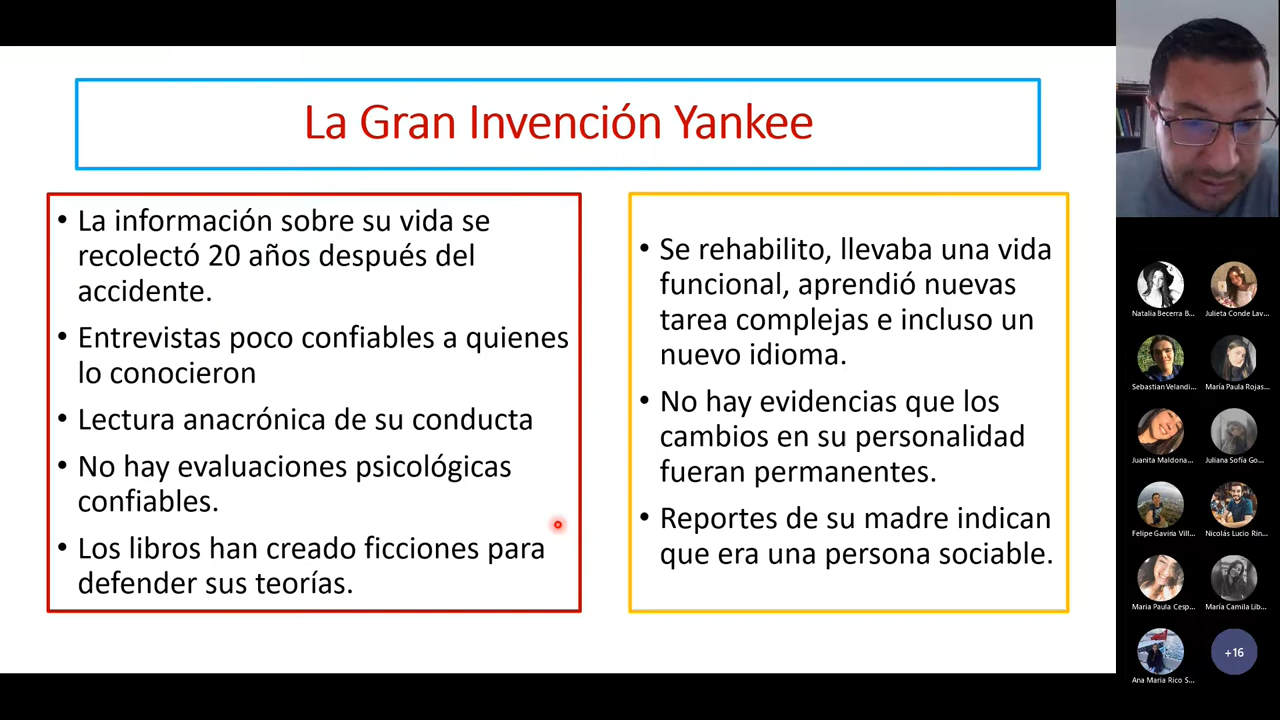 La Gran Invención Yankee
• La información sobre su vida se
recolectó 20 años después del
accidente.
• Entrevistas poco confiables a quienes
lo conocieron
• Lectura anacrónica de su conducta
• No hay evaluaciones psicológicas
confiables.
• Los libros han creado ficciones para
defender sus teorías.
• Se rehabilito, llevaba una vida
funcional, aprendió nuevas
tarea complejas e incluso un
nuevo idioma.
• No hay evidencias que los
cambios en su personalidad
fueran permanentes.
• Reportes de su madre indican
que era una persona sociable.
Natalia Becerra B...
Julieta Conde Lav...
Sebastian Velandi...
María Paula Rojas...
Juanita Maldona...
Juliana Sofía Go...
Felipe Gaviria Vill...
Nicolás Lucio Rin...
Maria Paula Cesp...
María Camila Lib...
Ana María Rico S...
+16